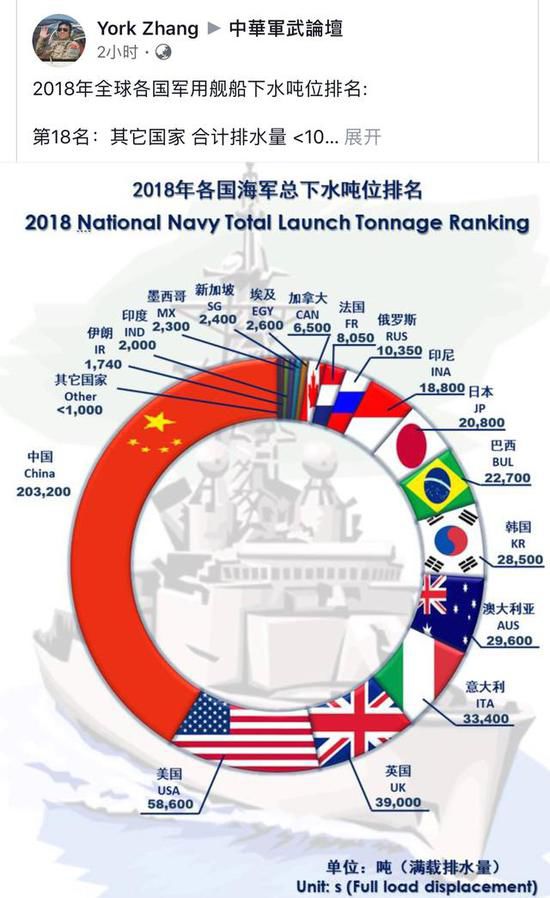 York Zhang ▶ 中華軍武論壇
2小时 ·
2018年全球各国军用舰船下水吨位排名:
第18名：其它国家 合计排水量 <10... 展开
2018年各国海军总下水吨位排名
2018 National Navy Total Launch Tonnage Ranking
其它国家
Other
<1,000
伊朗
IR
1,740
印度
IND
2,000
墨西哥
MX
2,300
新加坡
SG
2,400
埃及
EGY
2,600
加拿大
CAN
6,500
法国
FR
8,050
俄罗斯
RUS
10,350
印尼
INA
18,800
日本
JP
20,800
巴西
BUL
22,700
韩国
KR
28,500
澳大利亚
AUS
29,600
意大利
ITA
33,400
英国
UK
39,000
美国
USA
58,600
中国
China
203,200
单位：吨（满载排水量）
Unit: s (Full load displacement)